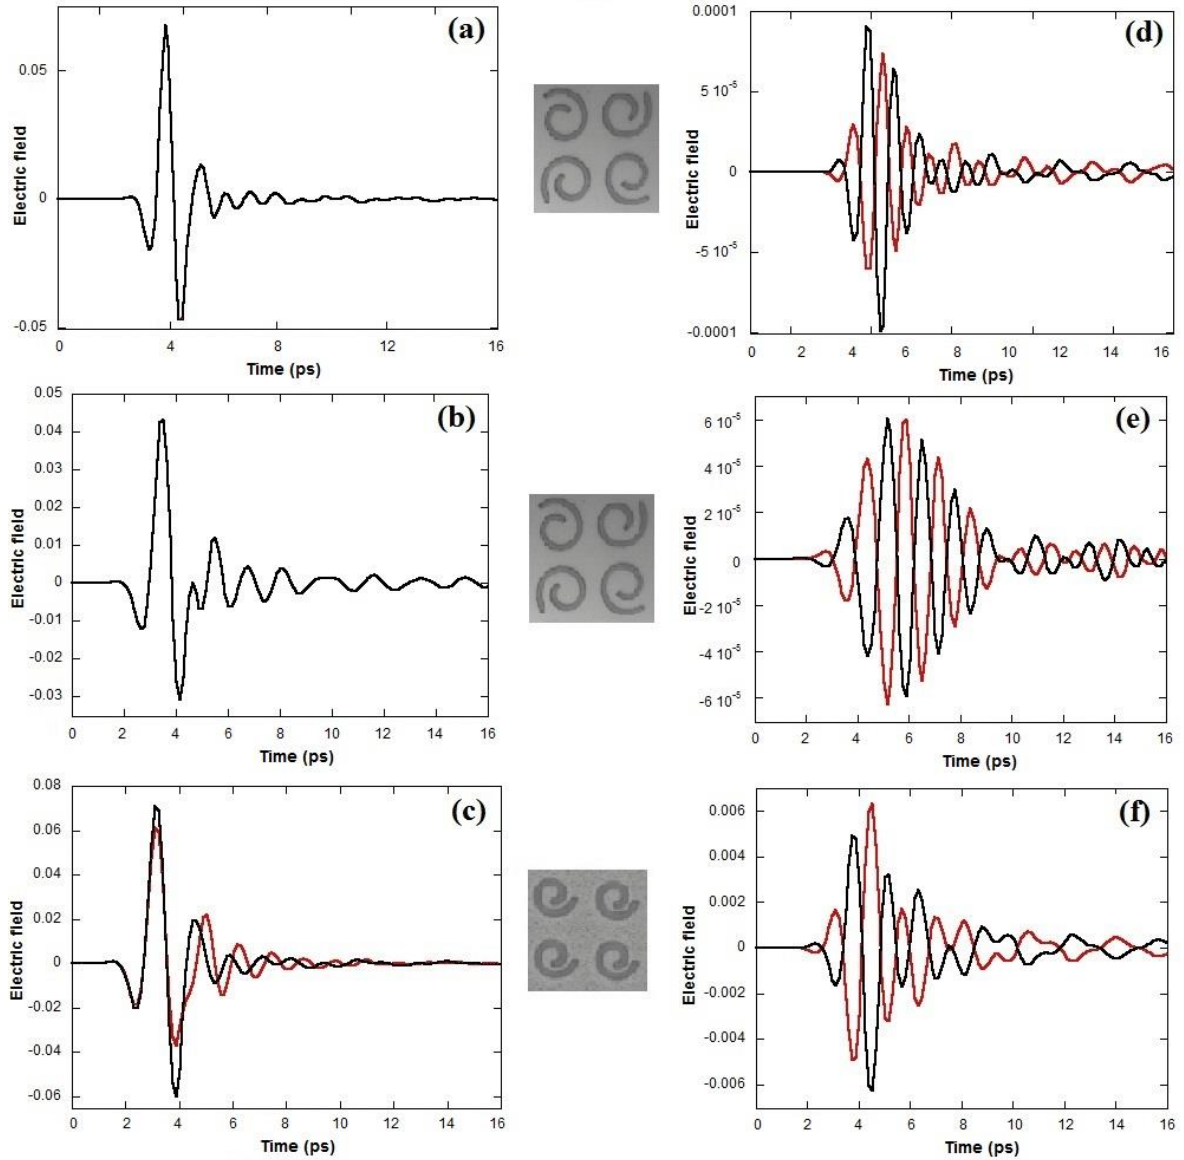 (a)
0.05
0
-0.05
0 4 8 12 16
Electric field
Time (ps)
(d)
0.0001
5 10⁻⁵
0
-5 10⁻⁵
-0.0001
0 2 4 6 8 10 12 14 16
Electric field
Time (ps)
(b)
0.05
0.04
0.03
0.02
0.01
0
-0.01
-0.02
-0.03
0 2 4 6 8 10 12 14 16
Electric field
Time (ps)
(e)
6 10⁻⁵
4 10⁻⁵
2 10⁻⁵
0
-2 10⁻⁵
-4 10⁻⁵
-6 10⁻⁵
0 2 4 6 8 10 12 14 16
Electric field
Time (ps)
(c)
0.08
0.06
0.04
0.02
0
-0.02
-0.04
-0.06
0 2 4 6 8 10 12 14 16
Electric field
Time (ps)
(f)
0.006
0.004
0.002
0
-0.002
-0.004
-0.006
0 2 4 6 8 10 12 14 16
Electric field
Time (ps)